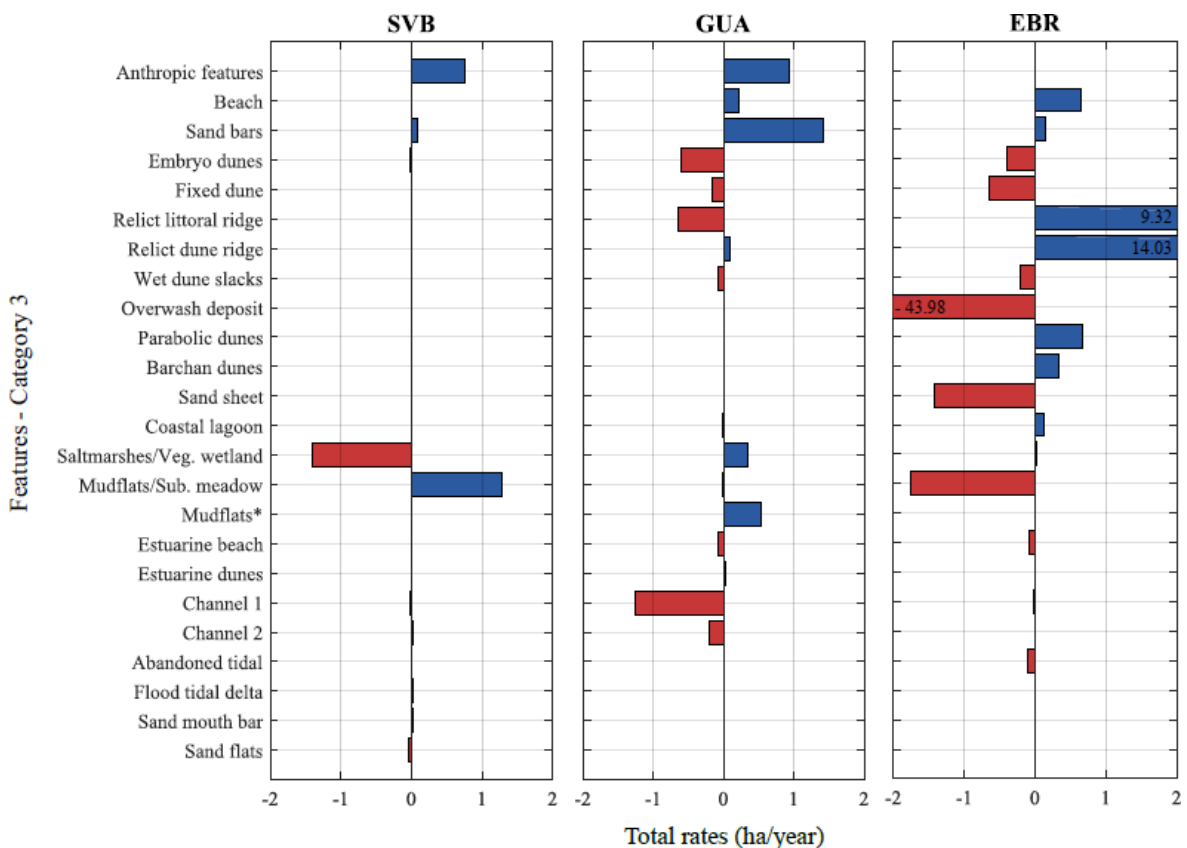 SVB GUA EBR
Anthropic features
Beach
Sand bars
Embryo dunes
Fixed dune
Relict littoral ridge
9.32
Relict dune ridge
14.03
Wet dune slacks
Overwash deposit
- 43.98
Parabolic dunes
Barchan dunes
Sand sheet
Coastal lagoon
Saltmarshes/Veg. wetland
Mudflats/Sub. meadow
Mudflats*
Estuarine beach
Estuarine dunes
Channel 1
Channel 2
Abandoned tidal
Flood tidal delta
Sand mouth bar
Sand flats
Features - Category 3
-2 -1 0 1 2 -2 -1 0 1 2 -2 -1 0 1 2
Total rates (ha/year)